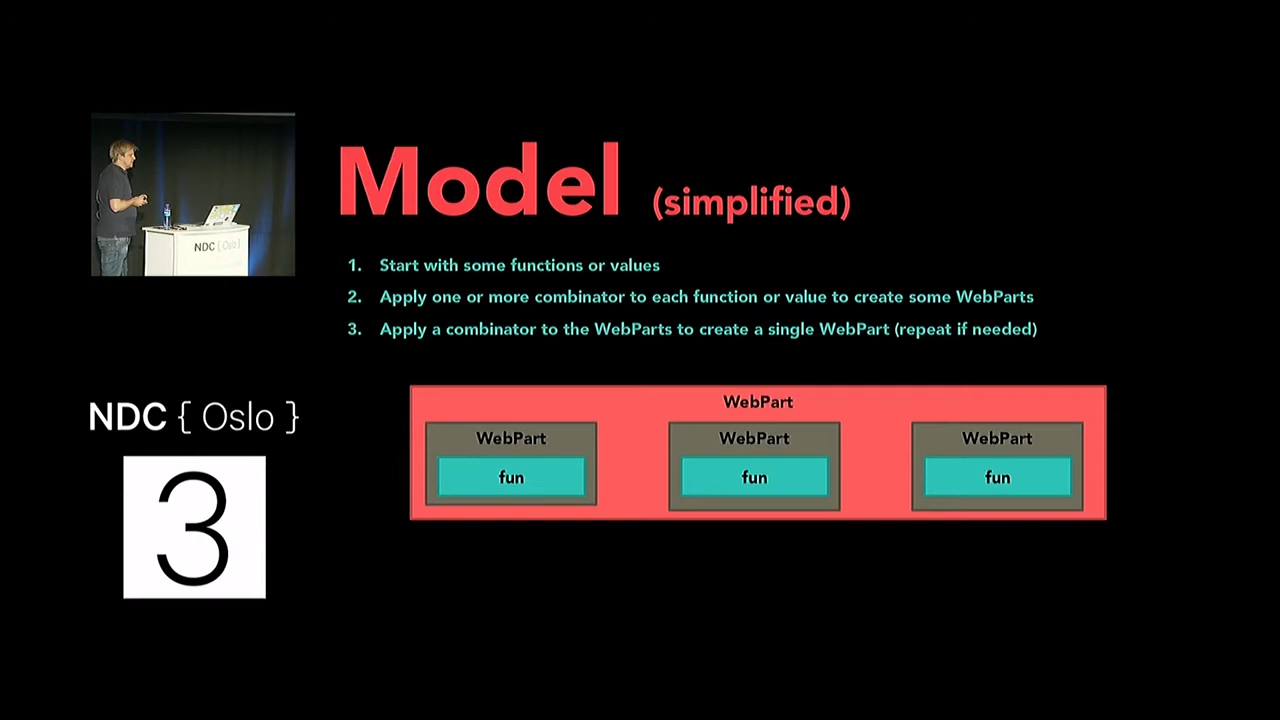 Model (simplified)
1. Start with some functions or values
2. Apply one or more combinator to each function or value to create some WebParts
3. Apply a combinator to the WebParts to create a single WebPart (repeat if needed)
NDC { Oslo }
3
WebPart
WebPart WebPart WebPart
fun fun fun
NDC { Oslo }